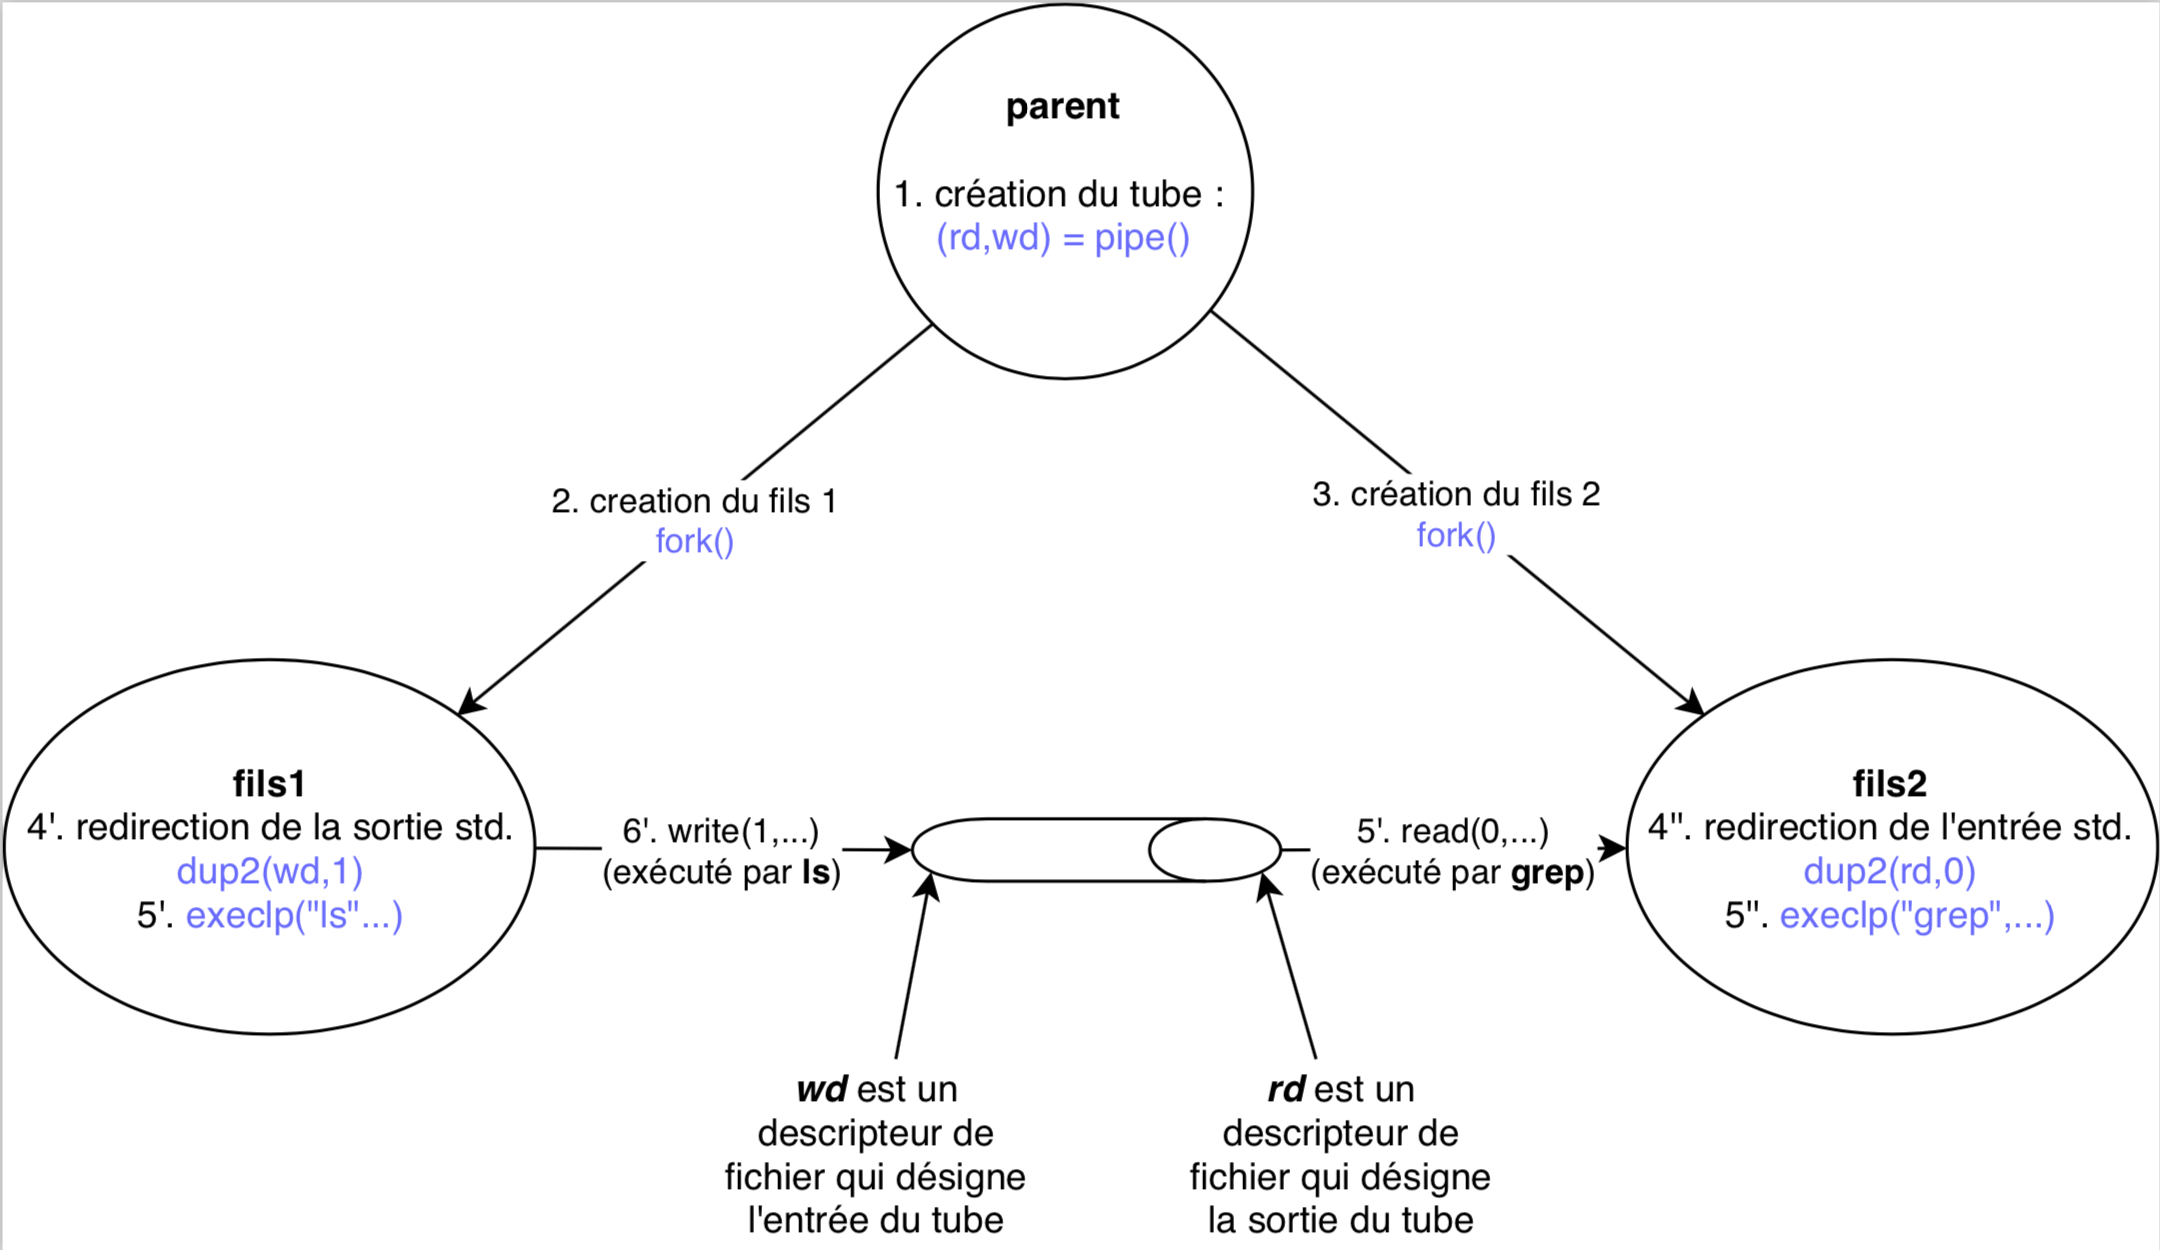 parent
1. création du tube :
(rd,wd) = pipe()
2. creation du fils 1
fork()
3. création du fils 2
fork()
fils1
4'. redirection de la sortie std.
dup2(wd,1)
5'. execlp("ls"...)
6'. write(1,...)
(exécuté par ls)
5'. read(0,...)
(exécuté par grep)
fils2
4". redirection de l'entrée std.
dup2(rd,0)
5". execlp("grep",...)
wd est un
descripteur de
fichier qui désigne
l'entrée du tube
rd est un
descripteur de
fichier qui désigne
la sortie du tube